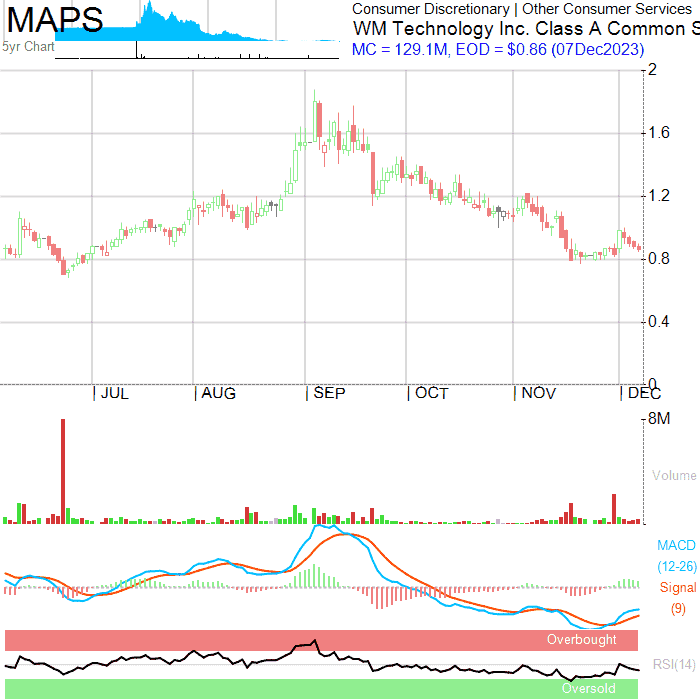 MAPS
Consumer Discretionary | Other Consumer Services
WM Technology Inc. Class A Common S
5yr Chart
MC = 129.1M, EOD = $0.86 (07Dec2023)
2
1.6
1.2
0.8
0.4
0
JUL AUG SEP OCT NOV DEC
8M
Volume
MACD
(12-26)
Signal
(9)
Overbought
RSI(14)
Oversold